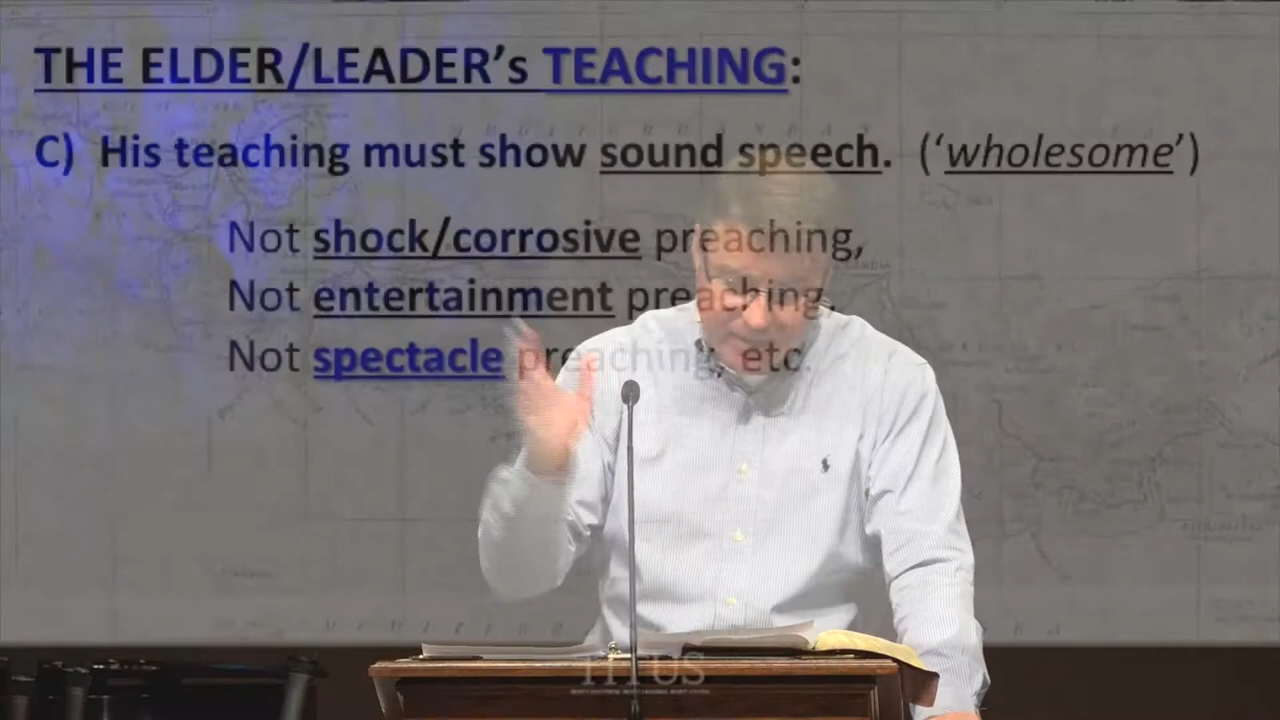 THE ELDER/LEADER’s TEACHING:
C) His teaching must show sound speech. (‘wholesome’)
Not shock/corrosive preaching,
Not entertainment preaching,
Not spectacle preaching, etc.
TITUS